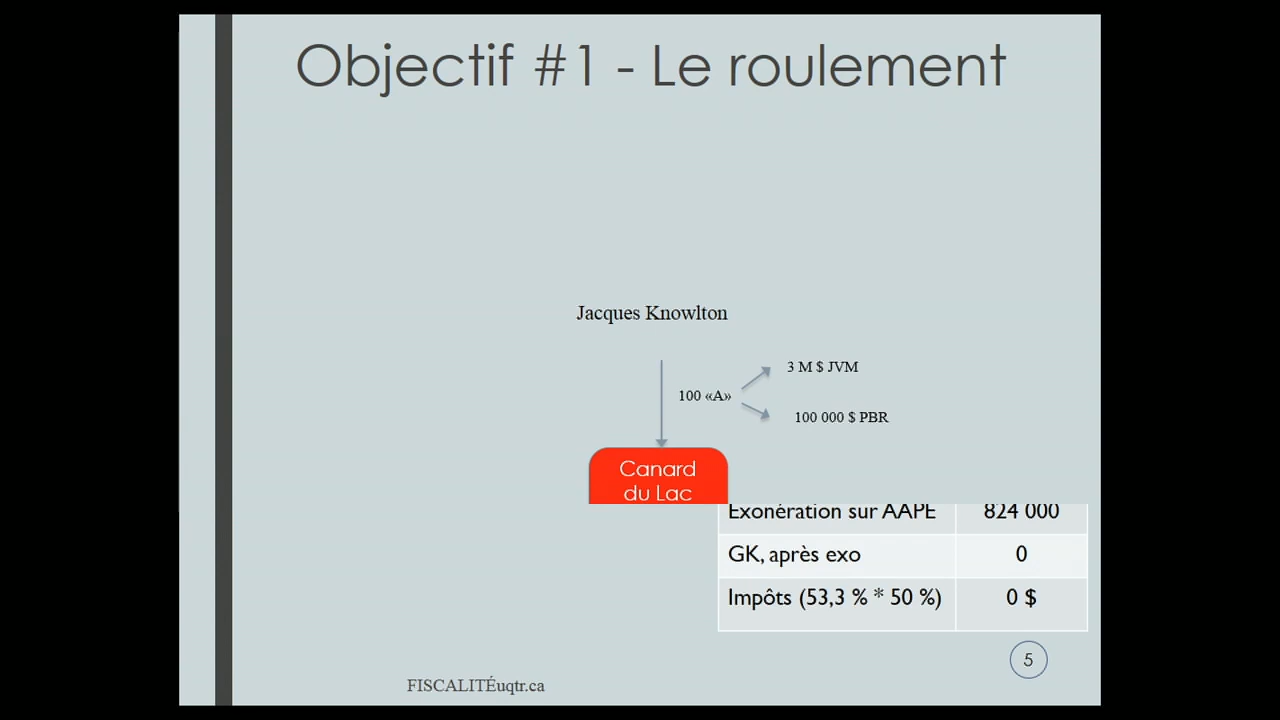 Objectif #1 - Le roulement
Jacques Knowlton
3 M $ JVM
100 «A»
100 000 $ PBR
Canard
du Lac
Exonération sur AAPE 824 000
GK, après exo 0
Impôts (53,3 % * 50 %) 0 $
5
FISCALITÉuqtr.ca